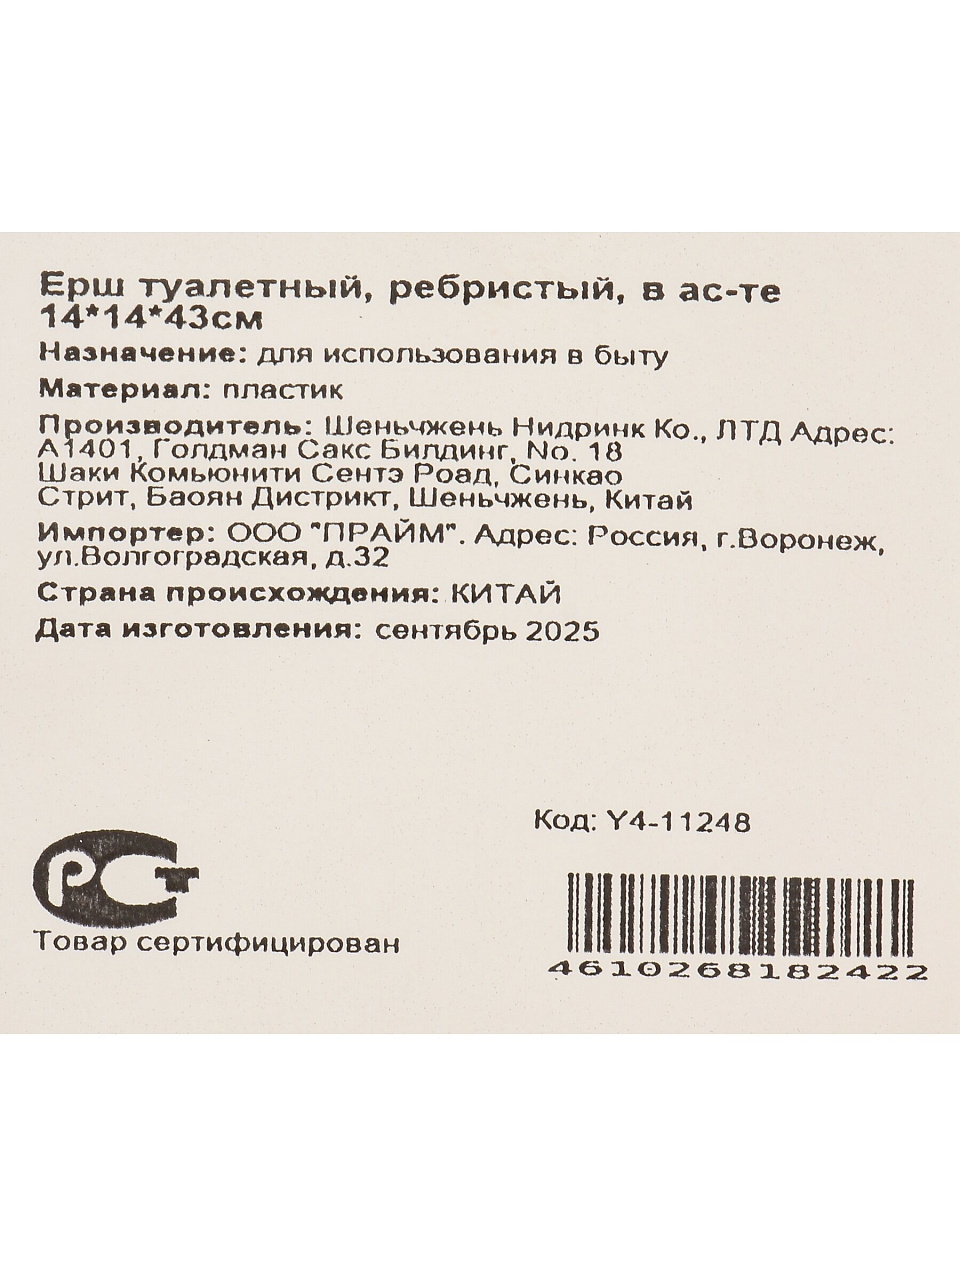 Ерш туалетный, ребристый, в ас-те
14*14*43см
Назначение: для использования в быту
Материал: пластик
Производитель: Шеньчжень Нидринк Ко., ЛТД Адрес:
А1401, Голдман Сакс Билдинг, No. 18
Шаки Комьюнити Сентэ Роад, Синкао
Стрит, Баоян Дистрикт, Шеньчжень, Китай
Импортер: ООО "ПРАЙМ". Адрес: Россия, г.Воронеж,
ул.Волгоградская, д.32
Страна происхождения: КИТАЙ
Дата изготовления: сентябрь 2025
Код: Y4-11248
РСТ
Товар сертифицирован
4610268182422